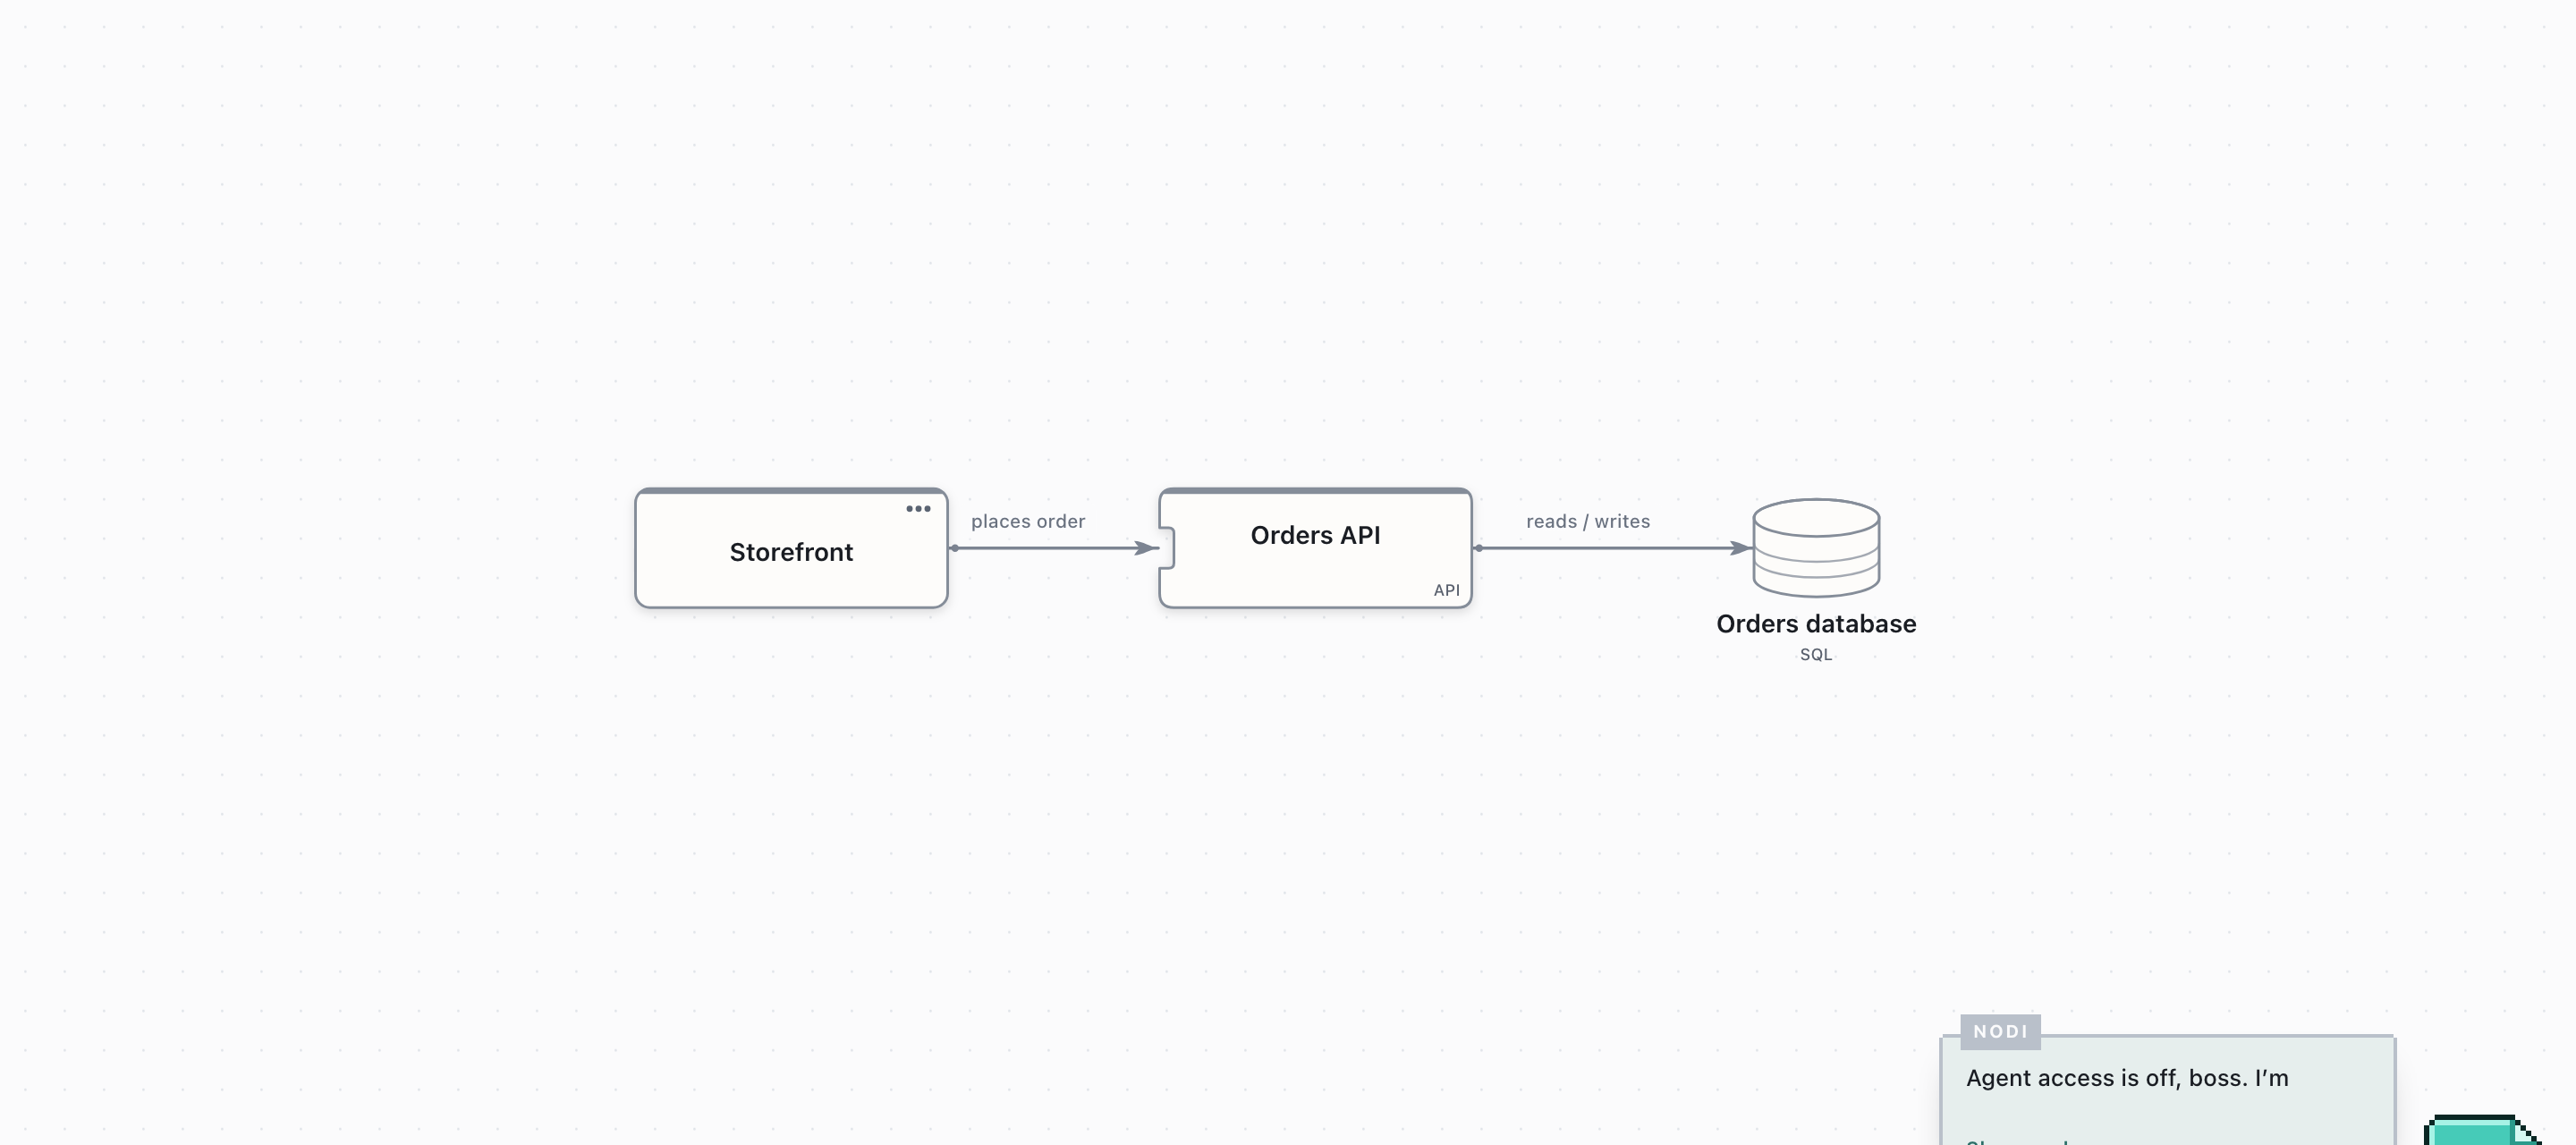 places order
reads / writes
Storefront
Orders API
API
Orders database
SQL
NODI
Agent access is off, boss. I’m